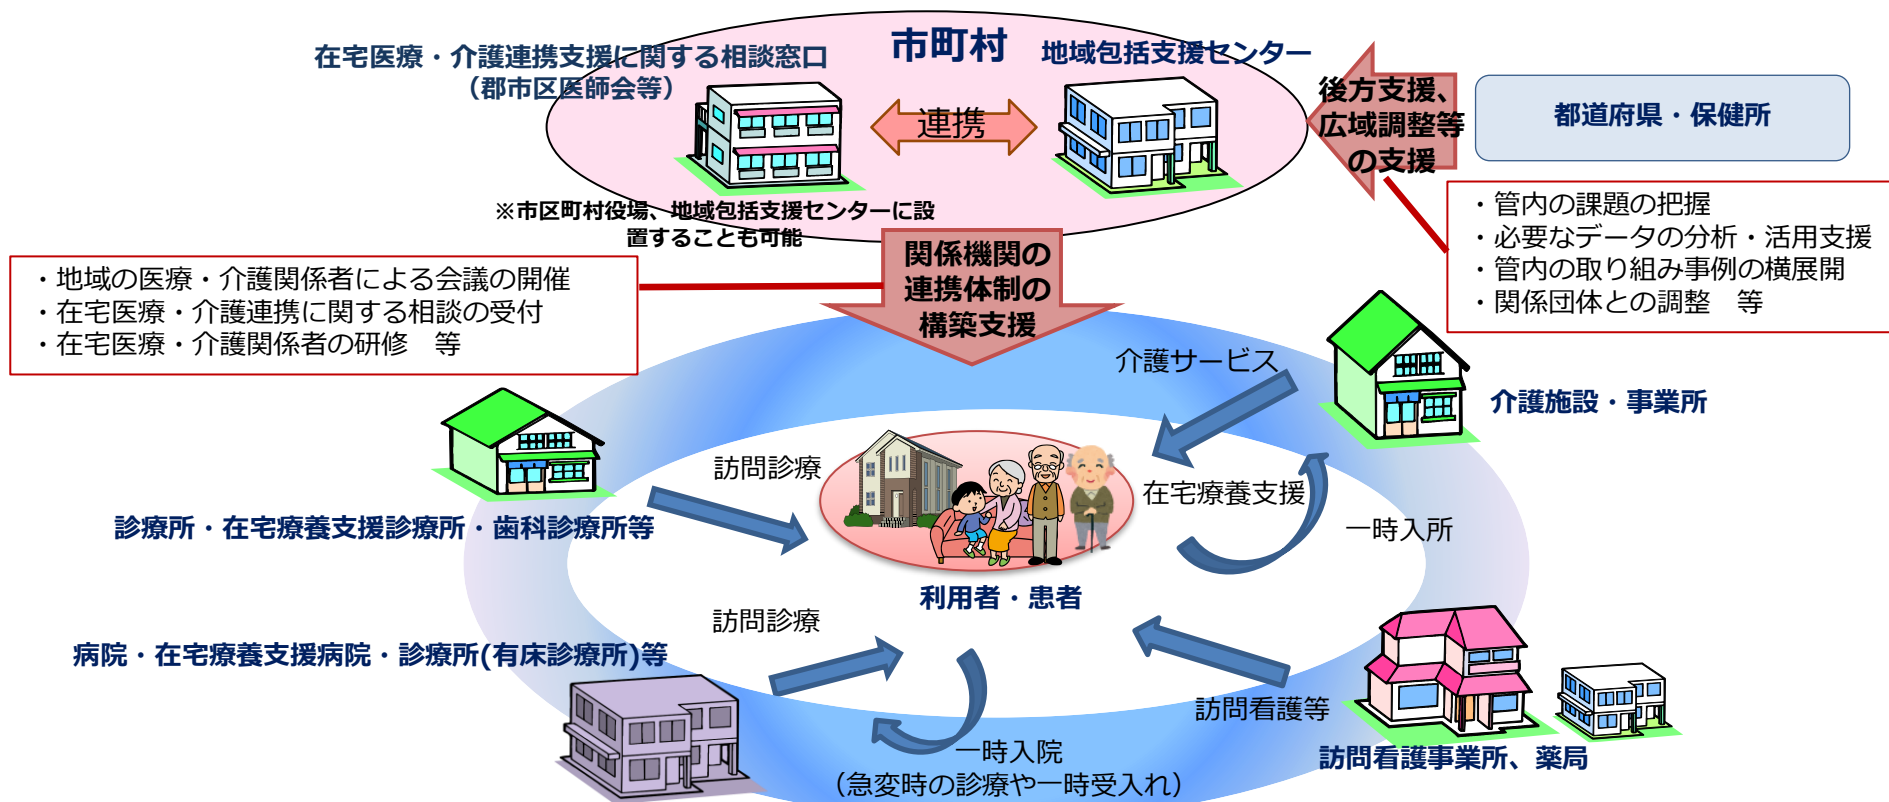 市町村
在宅医療・介護連携支援に関する相談窓口
（郡市区医師会等）
地域包括支援センター
連携
※市区町村役場、地域包括支援センターに設
置することも可能
後方支援、
広域調整等
の支援
都道府県・保健所
・管内の課題の把握
・必要なデータの分析・活用支援
・管内の取り組み事例の横展開
・関係団体との調整　等
関係機関の
連携体制の
構築支援
・地域の医療・介護関係者による会議の開催
・在宅医療・介護連携に関する相談の受付
・在宅医療・介護関係者の研修　等
介護サービス
介護施設・事業所
訪問診療
在宅療養支援
一時入所
診療所・在宅療養支援診療所・歯科診療所等
利用者・患者
訪問診療
病院・在宅療養支援病院・診療所(有床診療所)等
訪問看護等
一時入院
（急変時の診療や一時受入れ）
訪問看護事業所、薬局